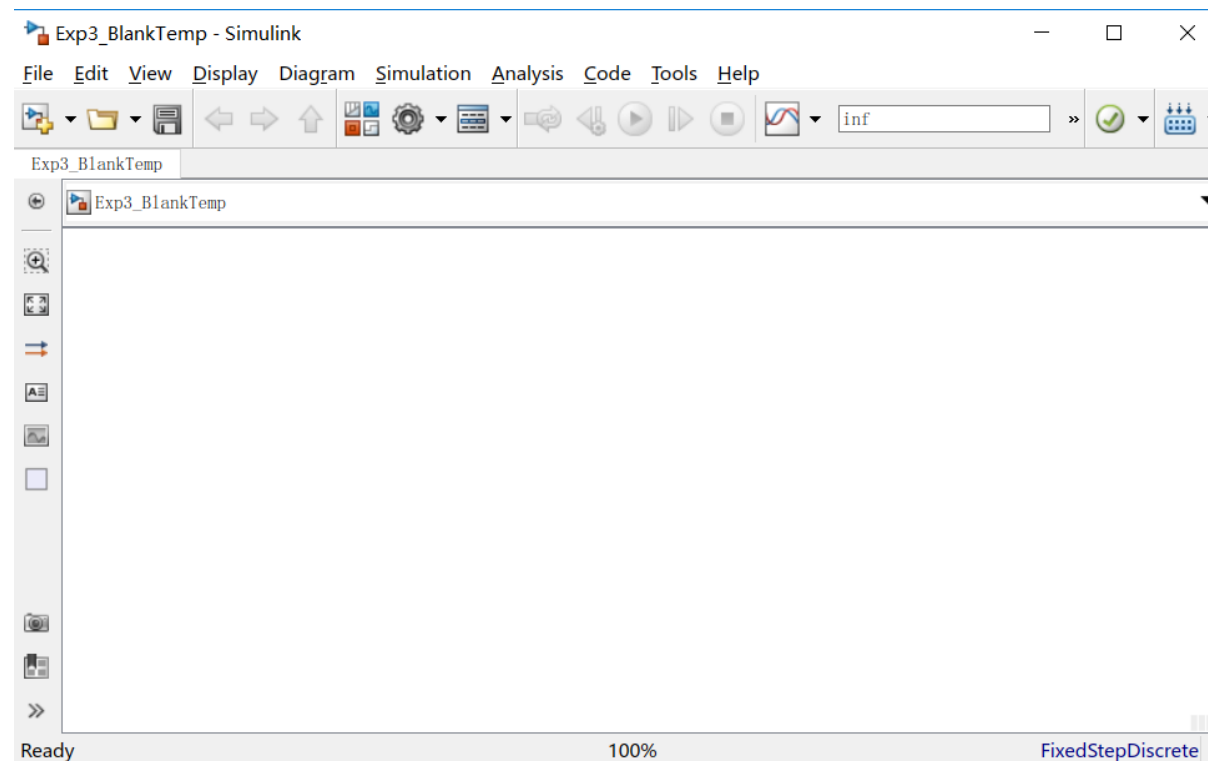 Exp3_BlankTemp - Simulink
File Edit View Display Diagram Simulation Analysis Code Tools Help
inf
»
Exp3_BlankTemp
Exp3_BlankTemp
Ready 100% FixedStepDiscrete